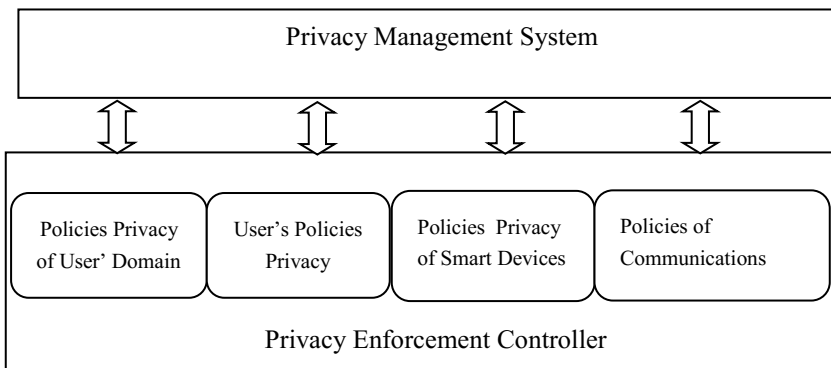 Privacy Management System
Policies Privacy
of User’ Domain
User’s Policies
Privacy
Policies Privacy
of Smart Devices
Policies of
Communications
Privacy Enforcement Controller